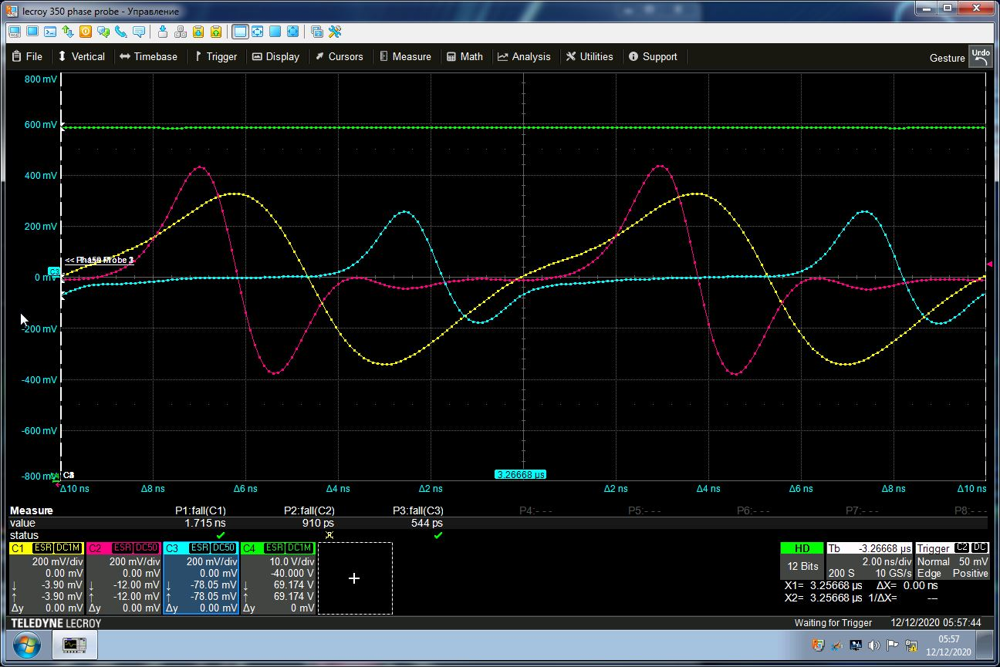 lecroy 350 phase probe - Управление
File Vertical Timebase Trigger Display Cursors Measure Math Analysis Utilities Support
Gesture Undo
800 mV
600 mV
400 mV
200 mV
<< Phase Probe
C3
0 mV
-200 mV
-400 mV
-600 mV
-800 mV
3.26668 µs
Δ10 ns Δ8 ns Δ6 ns Δ4 ns Δ2 ns Δ2 ns Δ4 ns Δ6 ns Δ8 ns Δ10 ns
Measure P1:fall(C1) P2:fall(C2) P3:fall(C3) P4:- - - P5:- - - P6:- - - P7:- - - P8:- - -
value 1.715 ns 910 ps 544 ps
status
C1 ESR DC1M C2 ESR DC50 C3 ESR DC50 C4 ESR DC1M HD Tb -3.26668 µs Trigger C2 DC
200 mV/div 200 mV/div 200 mV/div 10.0 V/div 12 Bits 2.00 ns/div Normal 50 mV
0.00 mV 0.00 mV 0.00 mV -40.000 V 200 S 10 GS/s Edge Positive
↓ -3.90 mV ↓ -12.00 mV ↓ -78.05 mV ↓ 69.174 V X1= 3.25668 µs ΔX= 0.00 ns
↑ -3.90 mV ↑ -12.00 mV ↑ -78.05 mV ↑ 69.174 V X2= 3.25668 µs 1/ΔX= ---
Δy 0.00 mV Δy 0.00 mV Δy 0.00 mV Δy 0 mV
TELEDYNE LECROY Waiting for Trigger 12/12/2020 05:57:44
05:57
12/12/2020